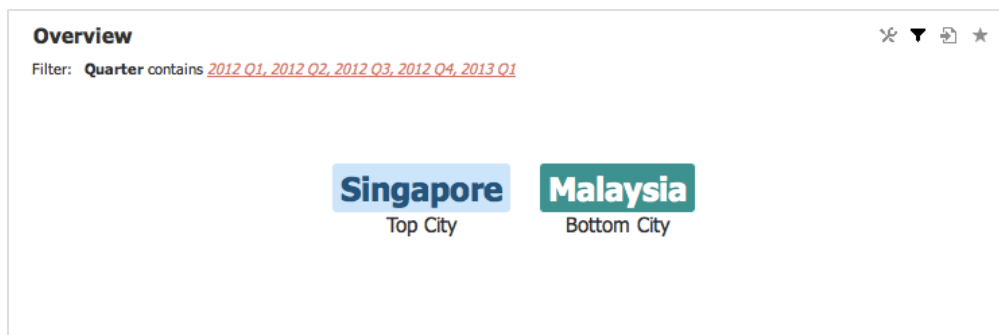 Overview
Filter: Quarter contains 2012 Q1, 2012 Q2, 2012 Q3, 2012 Q4, 2013 Q1
Singapore Malaysia
Top City Bottom City